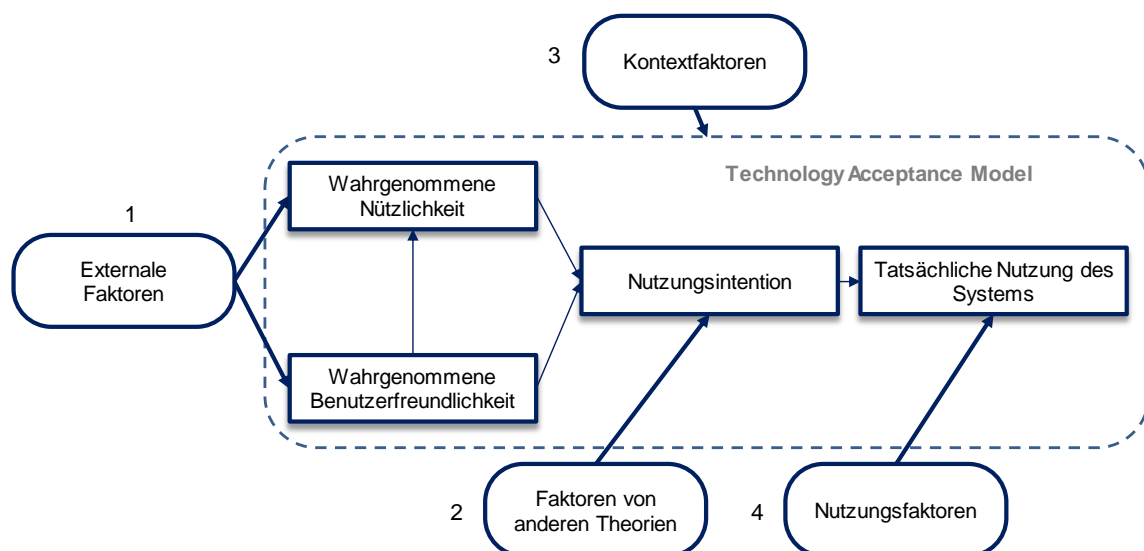 3
Kontextfaktoren
Technology Acceptance Model
Wahrgenommene
Nützlichkeit
1
Externale
Faktoren
Nutzungsintention
Tatsächliche Nutzung des
Systems
Wahrgenommene
Benutzerfreundlichkeit
2
Faktoren von
anderen Theorien
4
Nutzungsfaktoren